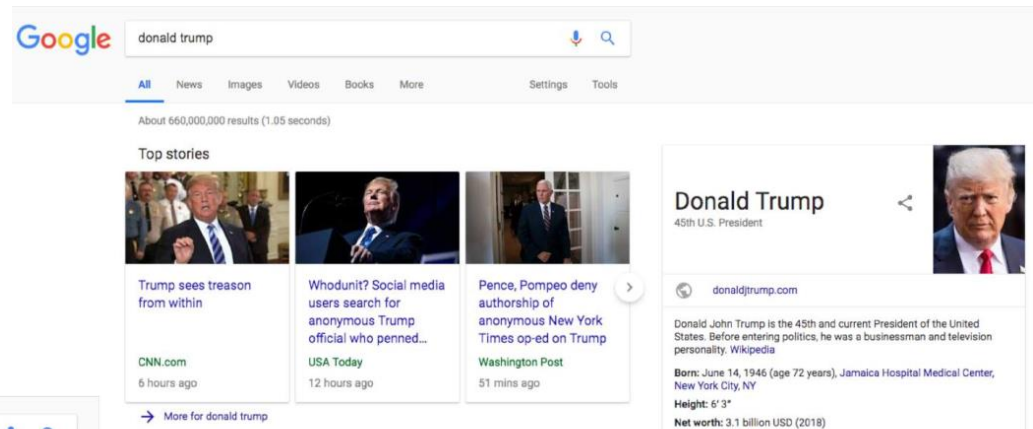 Google
donald trump
All News Images Videos Books More Settings Tools
About 660,000,000 results (1.05 seconds)
Top stories
Trump sees treason
from within
CNN.com
6 hours ago
Whodunit? Social media
users search for
anonymous Trump
official who penned...
USA Today
12 hours ago
Pence, Pompeo deny
authorship of
anonymous New York
Times op-ed on Trump
Washington Post
51 mins ago
More for donald trump
Donald Trump
45th U.S. President
donaldjtrump.com
Donald John Trump is the 45th and current President of the United
States. Before entering politics, he was a businessman and television
personality. Wikipedia
Born: June 14, 1946 (age 72 years), Jamaica Hospital Medical Center,
New York City, NY
Height: 6′ 3″
Net worth: 3.1 billion USD (2018)